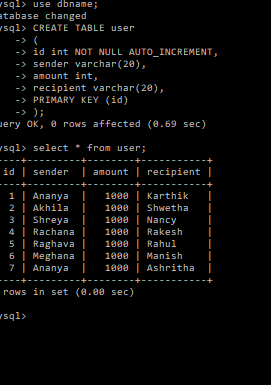 ysql> use dbname;
atabase changed
ysql> CREATE TABLE user
-> (
-> id int NOT NULL AUTO_INCREMENT,
-> sender varchar(20),
-> amount int,
-> recipient varchar(20),
-> PRIMARY KEY (id)
-> );
uery OK, 0 rows affected (0.69 sec)
ysql> select * from user;
----+---------+--------+-----------+
id | sender | amount | recipient |
----+---------+--------+-----------+
1 | Ananya | 1000 | Karthik |
2 | Akhila | 1000 | Shwetha |
3 | Shreya | 1000 | Nancy |
4 | Rachana | 1000 | Rakesh |
5 | Raghava | 1000 | Rahul |
6 | Meghana | 1000 | Manish |
7 | Ananya | 1000 | Ashritha |
----+---------+--------+-----------+
rows in set (0.00 sec)
ysql>